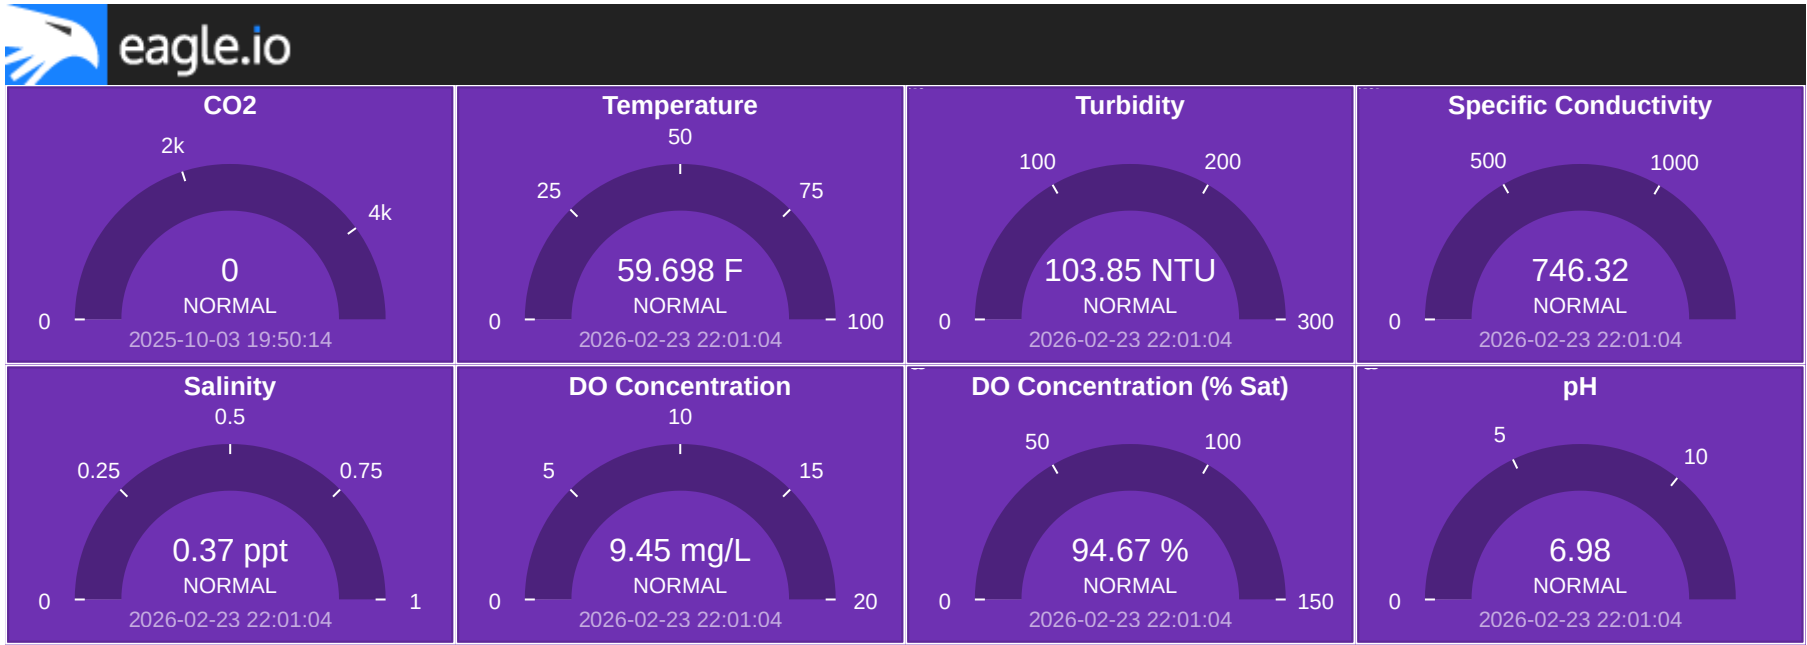 eagle.io
CO2
2k
4k
0
0
NORMAL
2025-10-03 19:50:14
Temperature
50
25
75
59.698 F
NORMAL
0
100
2026-02-23 22:01:04
Turbidity
100
200
103.85 NTU
NORMAL
0
300
2026-02-23 22:01:04
Specific Conductivity
500
1000
746.32
NORMAL
0
2026-02-23 22:01:04
Salinity
0.5
0.25
0.75
0.37 ppt
NORMAL
0
1
2026-02-23 22:01:04
DO Concentration
10
5
15
9.45 mg/L
NORMAL
0
20
2026-02-23 22:01:04
DO Concentration (% Sat)
50
100
94.67 %
NORMAL
0
150
2026-02-23 22:01:04
pH
5
10
6.98
NORMAL
0
2026-02-23 22:01:04